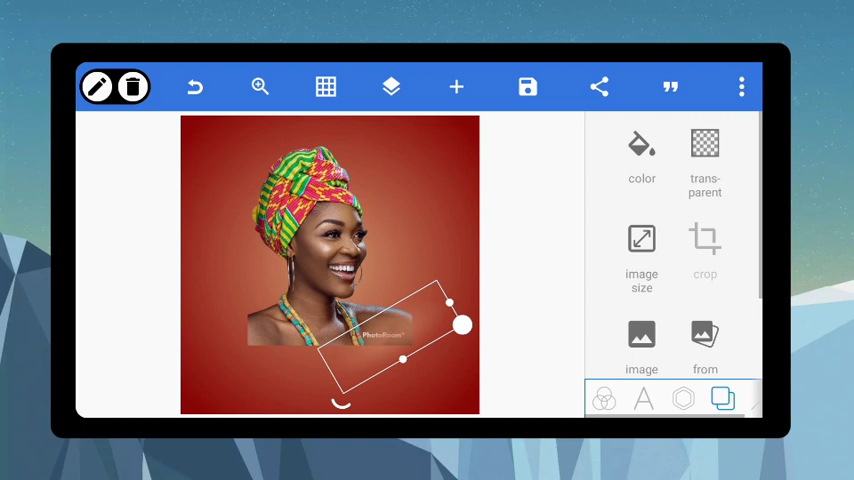 color
trans-
parent
image
size
crop
PhotoRoom
image
from